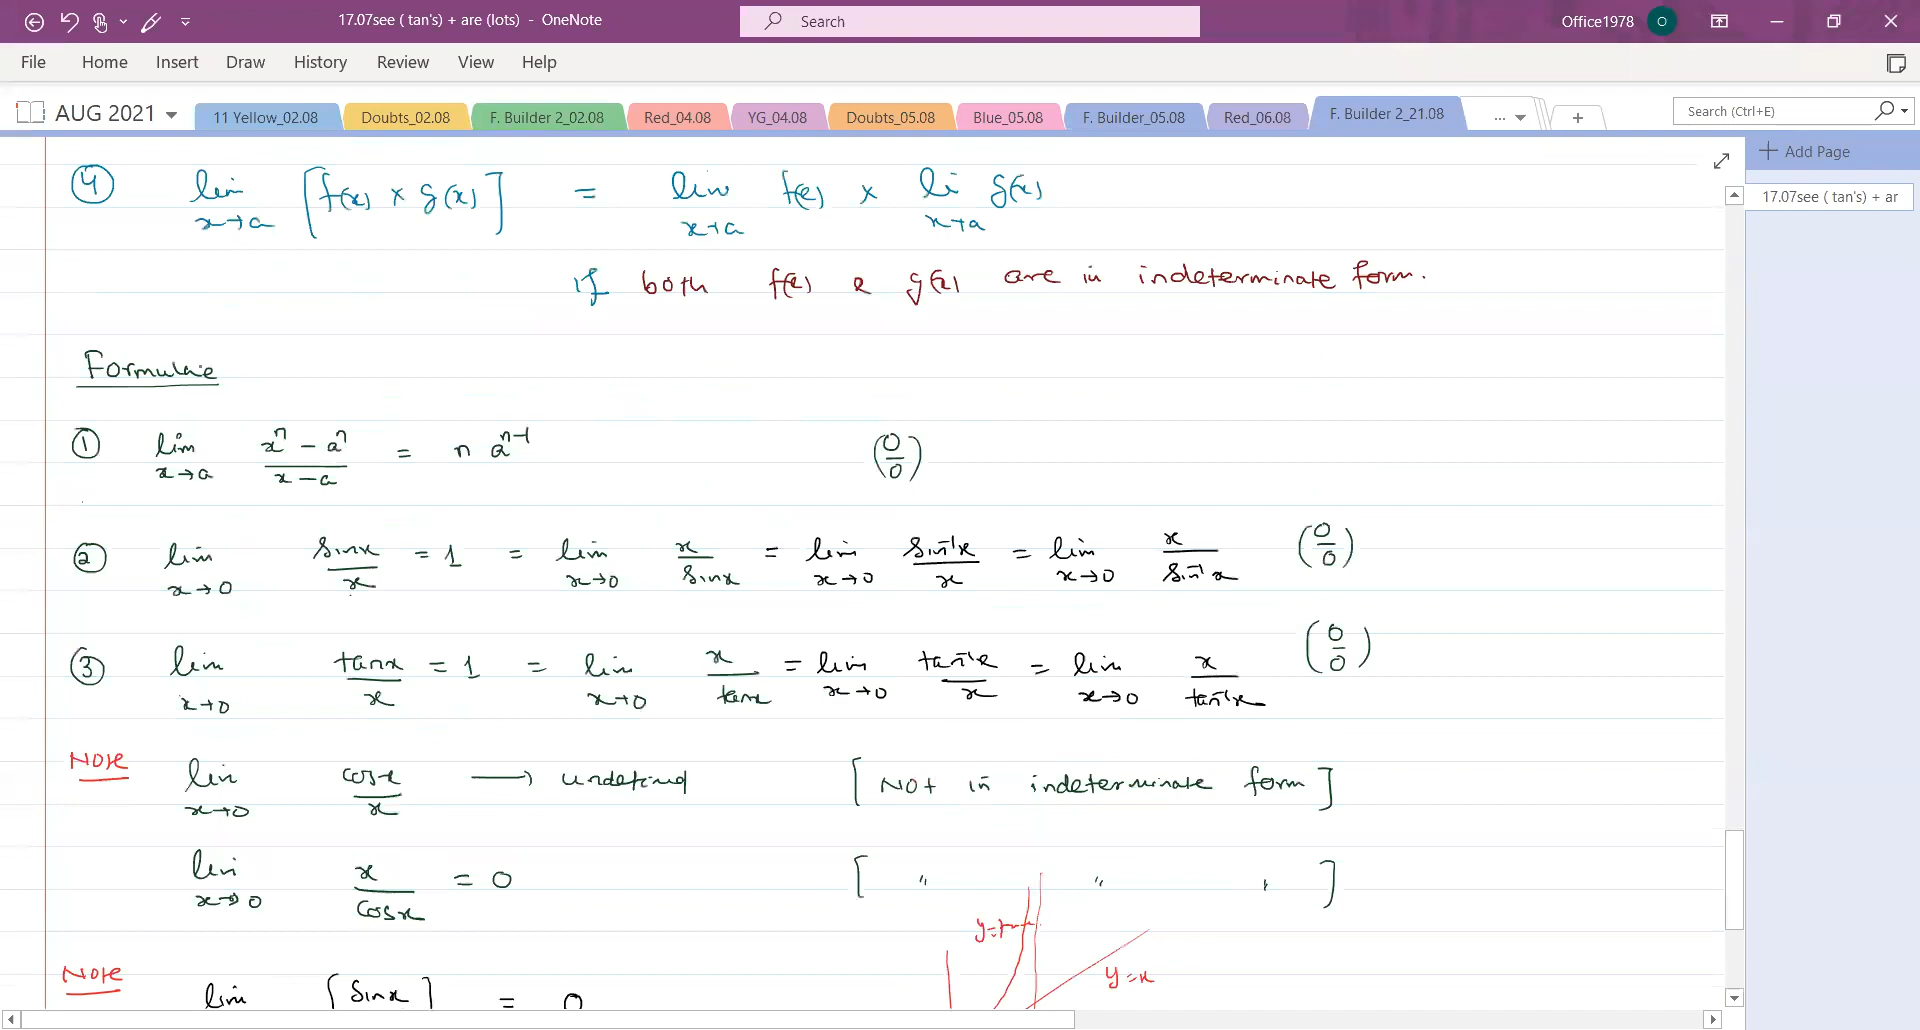 17.07see ( tan's) + are (lots) - OneNote
Search
Office1978 O
File Home Insert Draw History Review View Help
AUG 2021 11 Yellow_02.08 Doubts_02.08 F. Builder 2_02.08 Red_04.08 YG_04.08 Doubts_05.08 Blue_05.08 F. Builder_05.08 Red_06.08 F. Builder 2_21.08 ... + Search (Ctrl+E)
+ Add Page
17.07see ( tan's) + ar
④ lim x→a [f(x) × g(x)] = lim x→a f(x) × li x→a g(x)
if both f(x) & g(x) are in indeterminate form.
Formulae
① lim x→a (xⁿ − aⁿ)/(x − a) = n aⁿ⁻¹ (0/0)
② lim x→0 sinx/x = 1 = lim x→0 x/sinx = lim x→0 sin⁻¹x/x = lim x→0 x/sin⁻¹x (0/0)
③ lim x→0 tanx/x = 1 = lim x→0 x/tanx = lim x→0 tan⁻¹x/x = lim x→0 x/tan⁻¹x (0/0)
Note lim x→0 cosx/x → undefined [Not in indeterminate form]
lim x→0 x/cosx = 0 [ " " " ]
y=x
Note
lim [sinx = 0